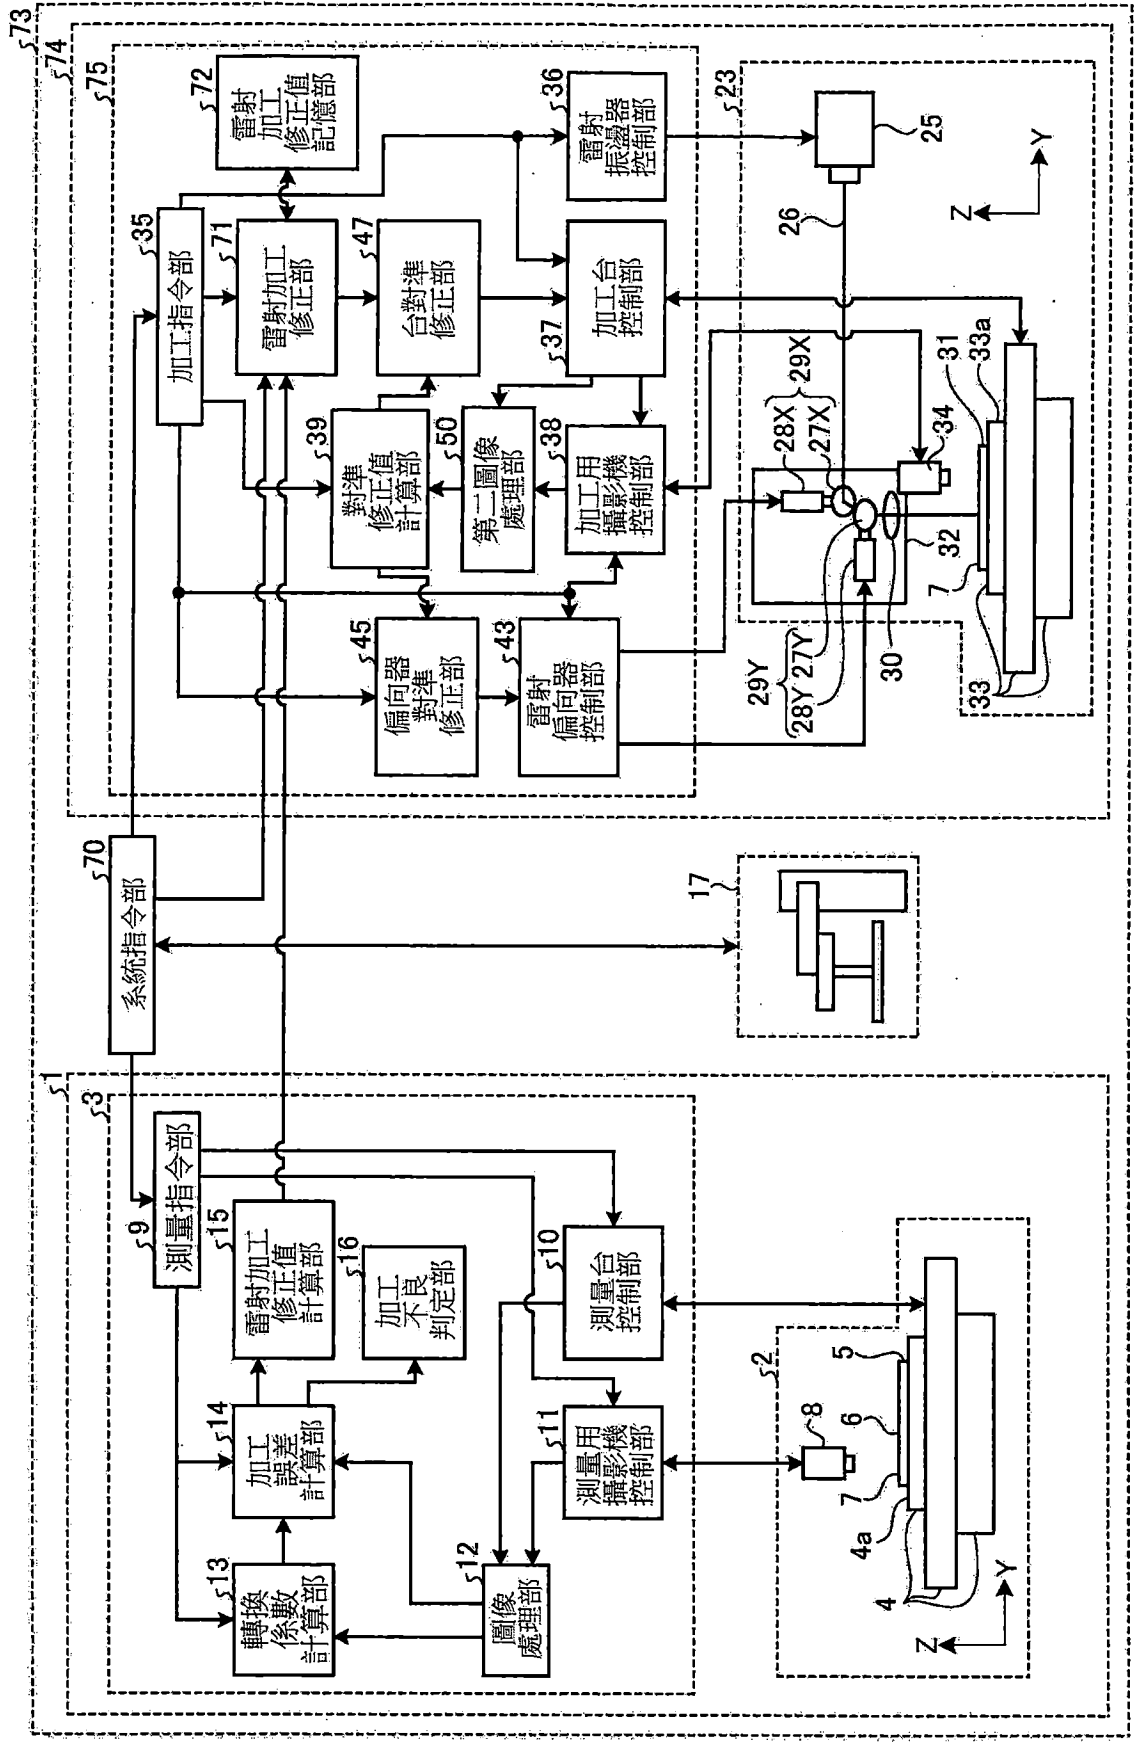 73
74
75
70
系統指令部
1
3
9
測量指令部
13
轉換
係數
計算部
14
加工
誤差
計算部
15
雷射加工
修正值
計算部
16
加工
不良
判定部
12
圖像
處理部
11
測量用
攝影機
控制部
10
測量台
控制部
2
8
7
6
5
4a
4
Z
Y
17
35
加工指令部
72
雷射
加工
修正值
記憶部
71
雷射加工
修正部
47
台對準
修正部
39
對準
修正值
計算部
50
第二圖像
處理部
45
偏向器
對準
修正部
43
雷射
偏向器
控制部
38
加工用
攝影機
控制部
37
加工台
控制部
36
雷射
振盪器
控制部
23
25
26
29X
28X
27X
29Y
28Y
27Y
30
32
34
7
31
33a
33
Z
Y